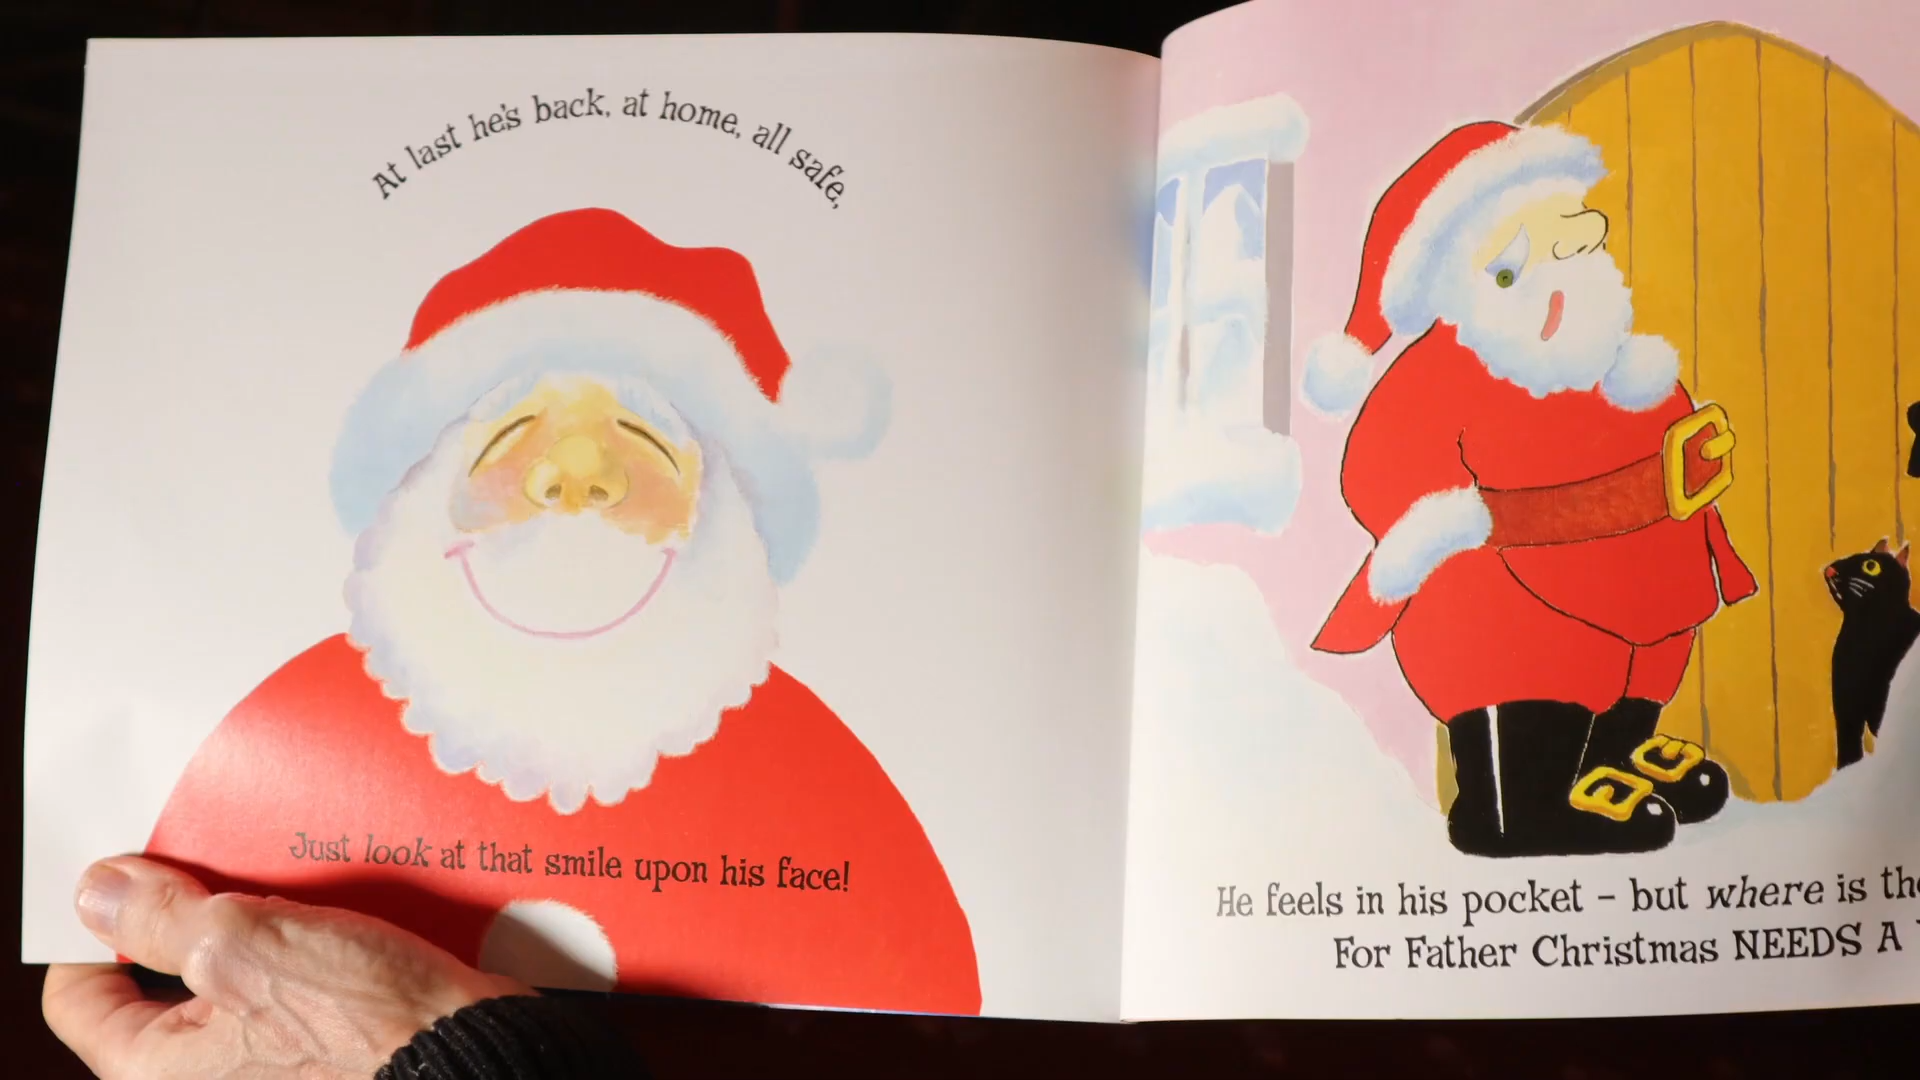 At last he's back, at home, all safe,
Just look at that smile upon his face!
He feels in his pocket – but where is the
For Father Christmas NEEDS A